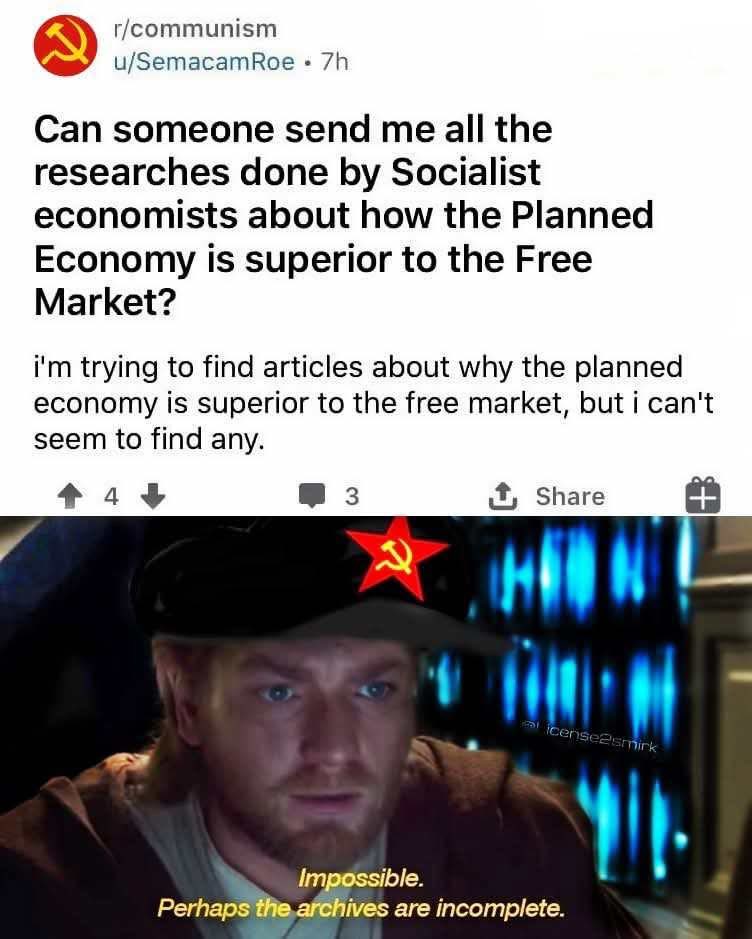 r/communism
u/SemacamRoe • 7h
Can someone send me all the
researches done by Socialist
economists about how the Planned
Economy is superior to the Free
Market?
i'm trying to find articles about why the planned
economy is superior to the free market, but i can't
seem to find any.
4
3
Share
@License2smirk
Impossible.
Perhaps the archives are incomplete.